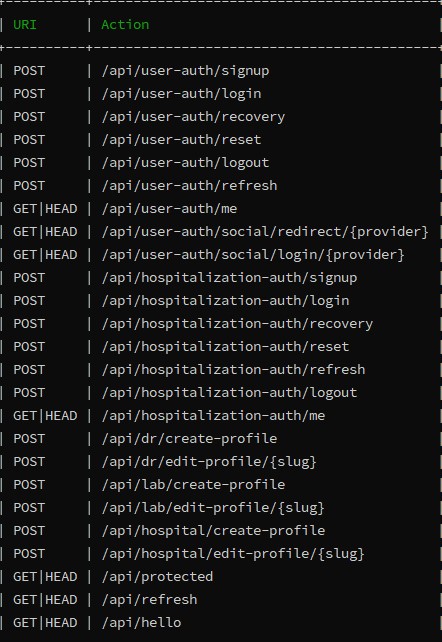 | URI | Action |
| POST | /api/user-auth/signup
| POST | /api/user-auth/login
| POST | /api/user-auth/recovery
| POST | /api/user-auth/reset
| POST | /api/user-auth/logout
| POST | /api/user-auth/refresh
| GET|HEAD | /api/user-auth/me
| GET|HEAD | /api/user-auth/social/redirect/{provider} |
| GET|HEAD | /api/user-auth/social/login/{provider}
| POST | /api/hospitalization-auth/signup
| POST | /api/hospitalization-auth/login
| POST | /api/hospitalization-auth/recovery
| POST | /api/hospitalization-auth/reset
| POST | /api/hospitalization-auth/refresh
| POST | /api/hospitalization-auth/logout
| GET|HEAD | /api/hospitalization-auth/me
| POST | /api/dr/create-profile
| POST | /api/dr/edit-profile/{slug}
| POST | /api/lab/create-profile
| POST | /api/lab/edit-profile/{slug}
| POST | /api/hospital/create-profile
| POST | /api/hospital/edit-profile/{slug}
| GET|HEAD | /api/protected
| GET|HEAD | /api/refresh
| GET|HEAD | /api/hello